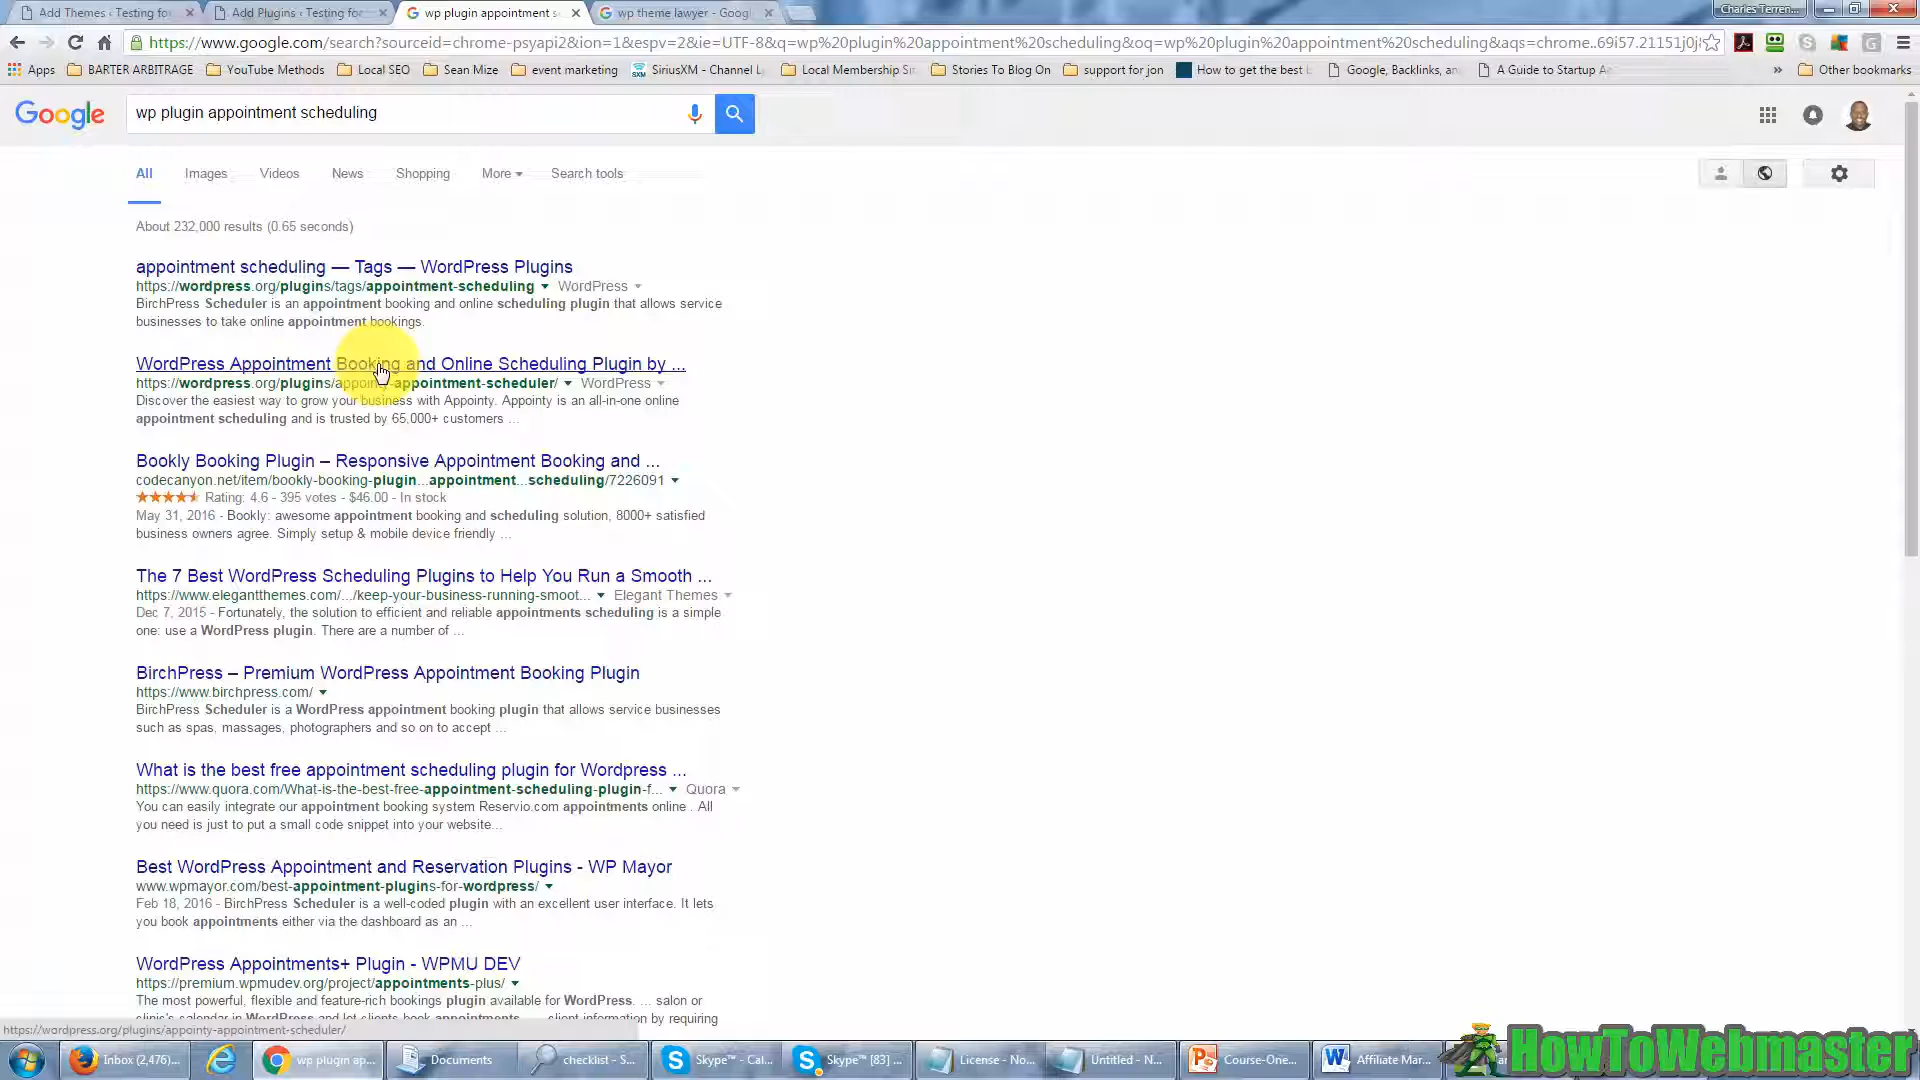 Add Themes ‹ Testing for
Add Plugins ‹ Testing for
wp plugin appointment s
wp theme lawyer - Goog
Charles Terren...
https://www.google.com/search?sourceid=chrome-psyapi2&ion=1&espv=2&ie=UTF-8&q=wp%20plugin%20appointment%20scheduling&oq=wp%20plugin%20appointment%20scheduling&aqs=chrome..69i57.21151j0j8
Apps
BARTER ARBITRAGE
YouTube Methods
Local SEO
Sean Mize
event marketing
SiriusXM - Channel L
Local Membership Si
Stories To Blog On
support for jon
How to get the best
Google, Backlinks, an
A Guide to Startup A
»
Other bookmarks
Google
wp plugin appointment scheduling
All
Images
Videos
News
Shopping
More
Search tools
About 232,000 results (0.65 seconds)
appointment scheduling — Tags — WordPress Plugins
https://wordpress.org/plugins/tags/appointment-scheduling WordPress
BirchPress Scheduler is an appointment booking and online scheduling plugin that allows service
businesses to take online appointment bookings.
WordPress Appointment Booking and Online Scheduling Plugin by ...
https://wordpress.org/plugins/appointy-appointment-scheduler/ WordPress
Discover the easiest way to grow your business with Appointy. Appointy is an all-in-one online
appointment scheduling and is trusted by 65,000+ customers ...
Bookly Booking Plugin – Responsive Appointment Booking and ...
codecanyon.net/item/bookly-booking-plugin...appointment...scheduling/7226091
Rating: 4.6 - 395 votes - $46.00 - In stock
May 31, 2016 - Bookly: awesome appointment booking and scheduling solution, 8000+ satisfied
business owners agree. Simply setup & mobile device friendly ...
The 7 Best WordPress Scheduling Plugins to Help You Run a Smooth ...
https://www.elegantthemes.com/.../keep-your-business-running-smoot... Elegant Themes
Dec 7, 2015 - Fortunately, the solution to efficient and reliable appointments scheduling is a simple
one: use a WordPress plugin. There are a number of ...
BirchPress – Premium WordPress Appointment Booking Plugin
https://www.birchpress.com/
BirchPress Scheduler is a WordPress appointment booking plugin that allows service businesses
such as spas, massages, photographers and so on to accept ...
What is the best free appointment scheduling plugin for Wordpress ...
https://www.quora.com/What-is-the-best-free-appointment-scheduling-plugin-f... Quora
You can easily integrate our appointment booking system Reservio.com appointments online . All
you need is just to put a small code snippet into your website...
Best WordPress Appointment and Reservation Plugins - WP Mayor
www.wpmayor.com/best-appointment-plugins-for-wordpress/
Feb 18, 2016 - BirchPress Scheduler is a well-coded plugin with an excellent user interface. It lets
you book appointments either via the dashboard as an ...
WordPress Appointments+ Plugin - WPMU DEV
https://premium.wpmudev.org/project/appointments-plus/
The most powerful, flexible and feature-rich bookings plugin available for WordPress. ... salon or
clinic's calendar in WordPress and let clients book appointments ... client information by requiring
https://wordpress.org/plugins/appointy-appointment-scheduler/
Inbox (2,476)...
wp plugin ap...
Documents
checklist - S...
Skype™ - Cal...
Skype™ [83] ...
License - No...
Untitled - N...
Course-One...
Affiliate Mar...
HowToWebmaster